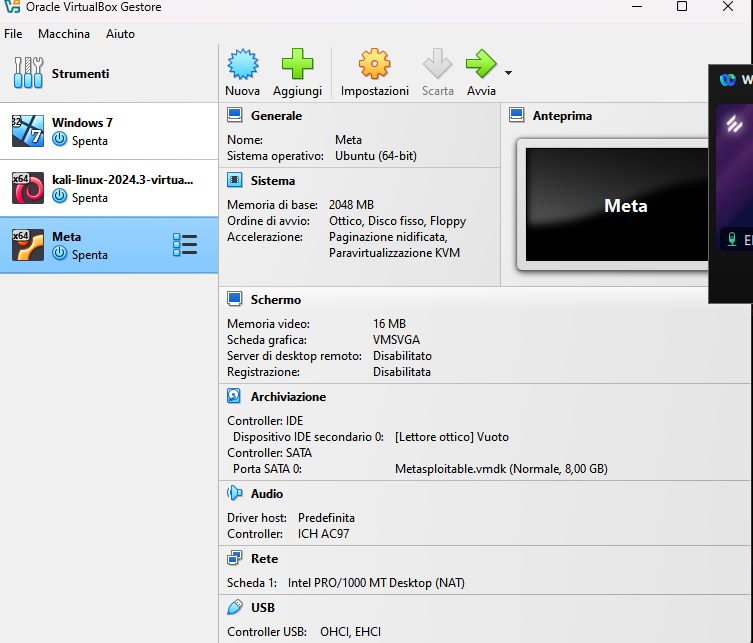 Oracle VirtualBox Gestore
File Macchina Aiuto
Strumenti
Nuova Aggiungi Impostazioni Scarta Avvia
32
7
Windows 7
Spenta
x64
kali-linux-2024.3-virtua...
Spenta
x64
Meta
Spenta
Generale
Nome: Meta
Sistema operativo: Ubuntu (64-bit)
Sistema
Memoria di base: 2048 MB
Ordine di avvio: Ottico, Disco fisso, Floppy
Accelerazione: Paginazione nidificata,
Paravirtualizzazione KVM
Anteprima
Meta
W
El
Schermo
Memoria video: 16 MB
Scheda grafica: VMSVGA
Server di desktop remoto: Disabilitato
Registrazione: Disabilitata
Archiviazione
Controller: IDE
Dispositivo IDE secondario 0: [Lettore ottico] Vuoto
Controller: SATA
Porta SATA 0: Metasploitable.vmdk (Normale, 8,00 GB)
Audio
Driver host: Predefinita
Controller: ICH AC97
Rete
Scheda 1: Intel PRO/1000 MT Desktop (NAT)
USB
Controller USB: OHCI, EHCI